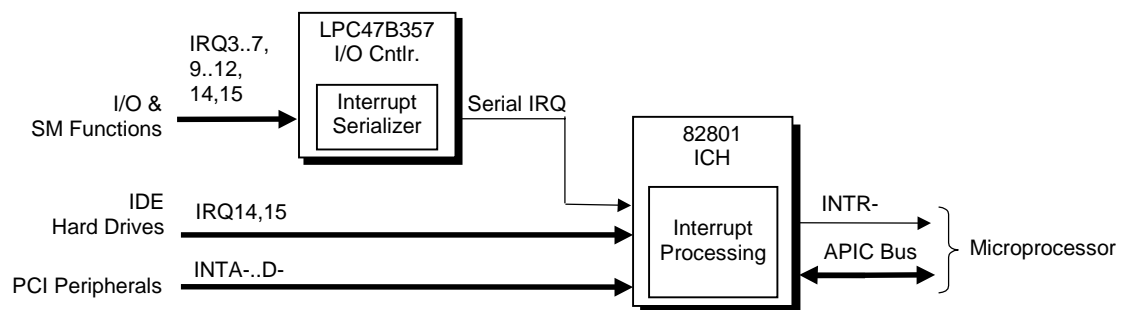 LPC47B357
I/O Cntlr.
IRQ3..7,
9..12,
14,15
I/O &
SM Functions
Interrupt
Serializer
Serial IRQ
82801
ICH
IDE
Hard Drives
IRQ14,15
Interrupt
Processing
INTR-
APIC Bus
Microprocessor
PCI Peripherals
INTA-..D-